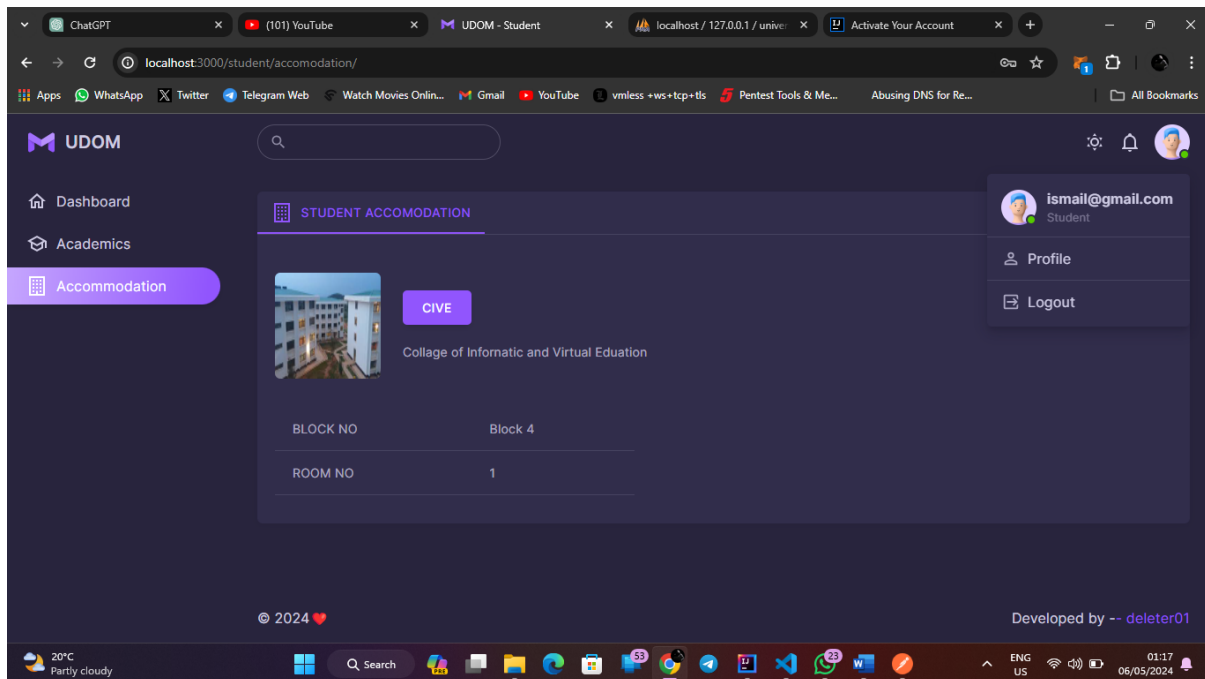 ChatGPT
(101) YouTube
UDOM - Student
localhost / 127.0.0.1 / univer
Activate Your Account
localhost:3000/student/accomodation/
1
Apps WhatsApp Twitter Telegram Web Watch Movies Onlin... Gmail YouTube vmless +ws+tcp+tls Pentest Tools & Me... Abusing DNS for Re... All Bookmarks
UDOM
Dashboard
Academics
Accommodation
STUDENT ACCOMODATION
ismail@gmail.com
Student
Profile
Logout
CIVE
Collage of Infomatic and Virtual Eduation
BLOCK NO Block 4
ROOM NO 1
© 2024
Developed by -- deleter01
20°C
Partly cloudy
Search
PRE
53
23
ENG
US
01:17
06/05/2024